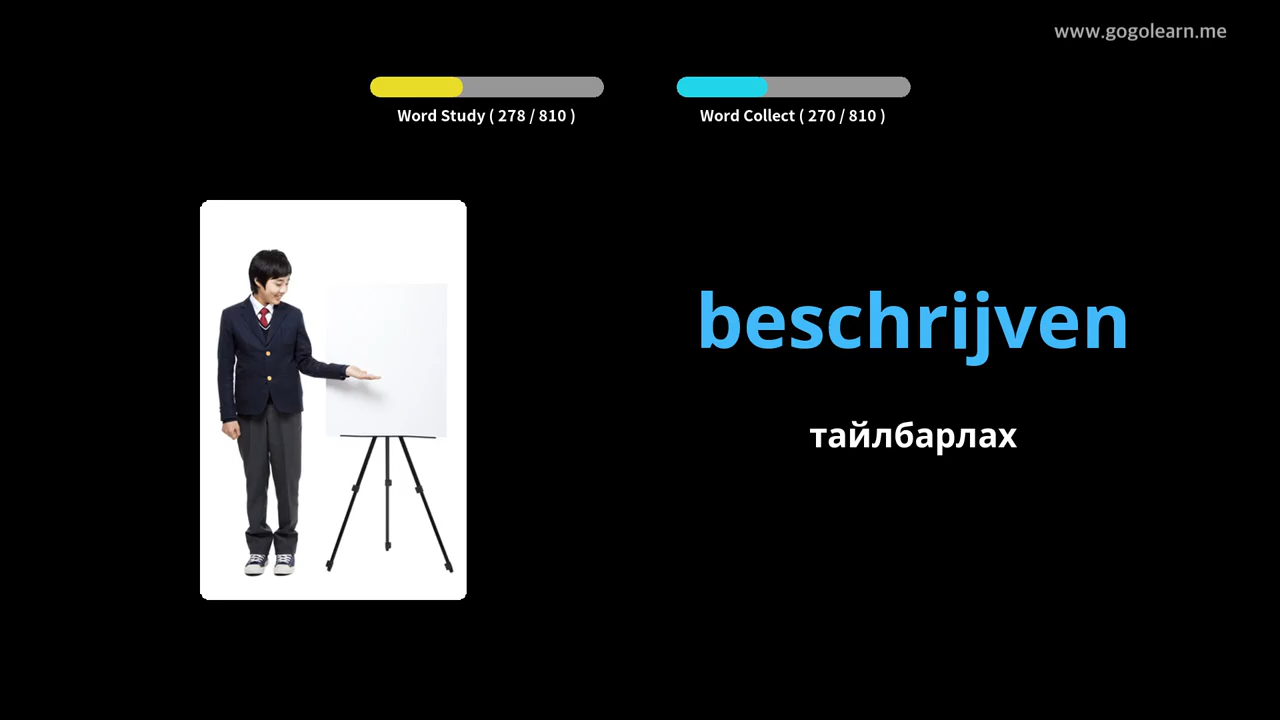 www.gogolearn.me
Word Study ( 278 / 810 )
Word Collect ( 270 / 810 )
beschrijven
тайлбарлах